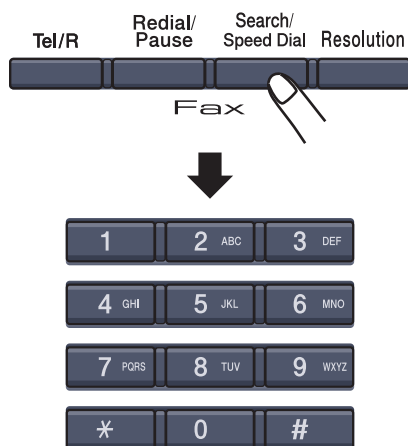 Tel/R Redial/Pause Search/Speed Dial Resolution
Fax
1 2 ABC 3 DEF
4 GHI 5 JKL 6 MNO
7 PQRS 8 TUV 9 WXYZ
* 0 #